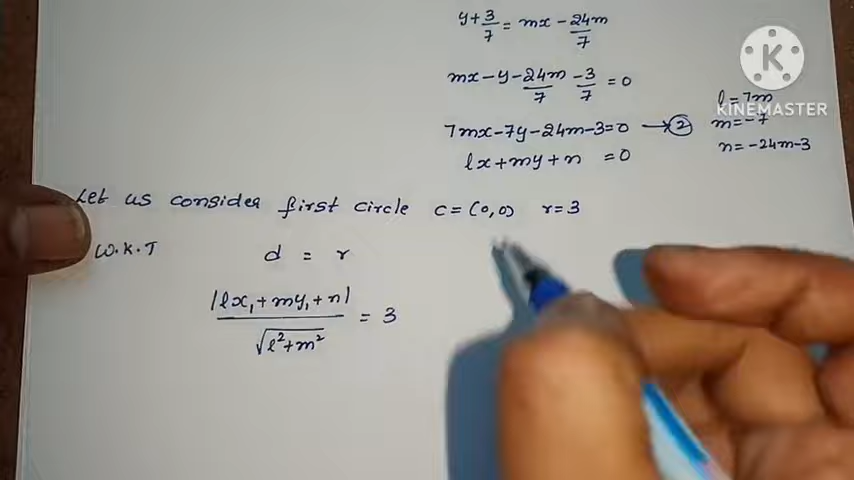 y+3/7 = mx - 24m/7
mx-y-24m/7 -3/7 = 0
7mx-7y-24m-3=0 → ②
lx+my+n = 0
l=7m
m=-7
n=-24m-3
Let us consider first circle c=(0,0) r=3
W.K.T d = r
|lx₁+my₁+n| / √l²+m² = 3
K
KINEMASTER